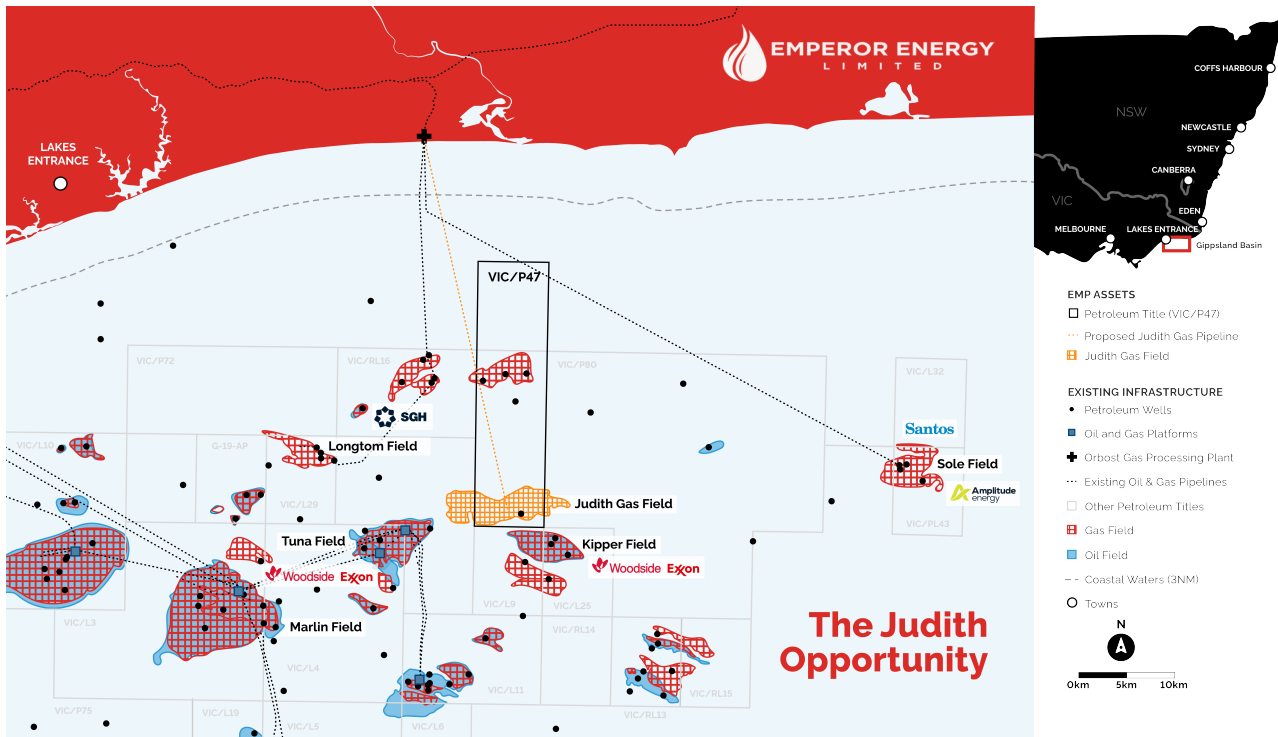 EMPEROR ENERGY
LIMITED
LAKES
ENTRANCE
VIC/P47
VIC/P72
VIC/RL16
VIC/P80
VIC/L32
SGH
Santos
VIC/L10
G-19-AP
Longtom Field
Sole Field
Amplitude
energy
VIC/L29
Judith Gas Field
VIC/PL43
Tuna Field
Kipper Field
Woodside ExxonMobil
Woodside Exxon
VIC/L9
VIC/L25
VIC/L3
Marlin Field
VIC/RL14
The Judith
Opportunity
VIC/L4
VIC/L11
VIC/RL15
VIC/P75
VIC/L19
VIC/L5
VIC/L6
VIC/RL13
COFFS HARBOUR
NSW
NEWCASTLE
SYDNEY
CANBERRA
VIC
EDEN
MELBOURNE
LAKES ENTRANCE
Gippsland Basin
EMP ASSETS
Petroleum Title (VIC/P47)
Proposed Judith Gas Pipeline
Judith Gas Field
EXISTING INFRASTRUCTURE
Petroleum Wells
Oil and Gas Platforms
Orbost Gas Processing Plant
Existing Oil & Gas Pipelines
Other Petroleum Titles
Gas Field
Oil Field
Coastal Waters (3NM)
Towns
N
0km 5km 10km